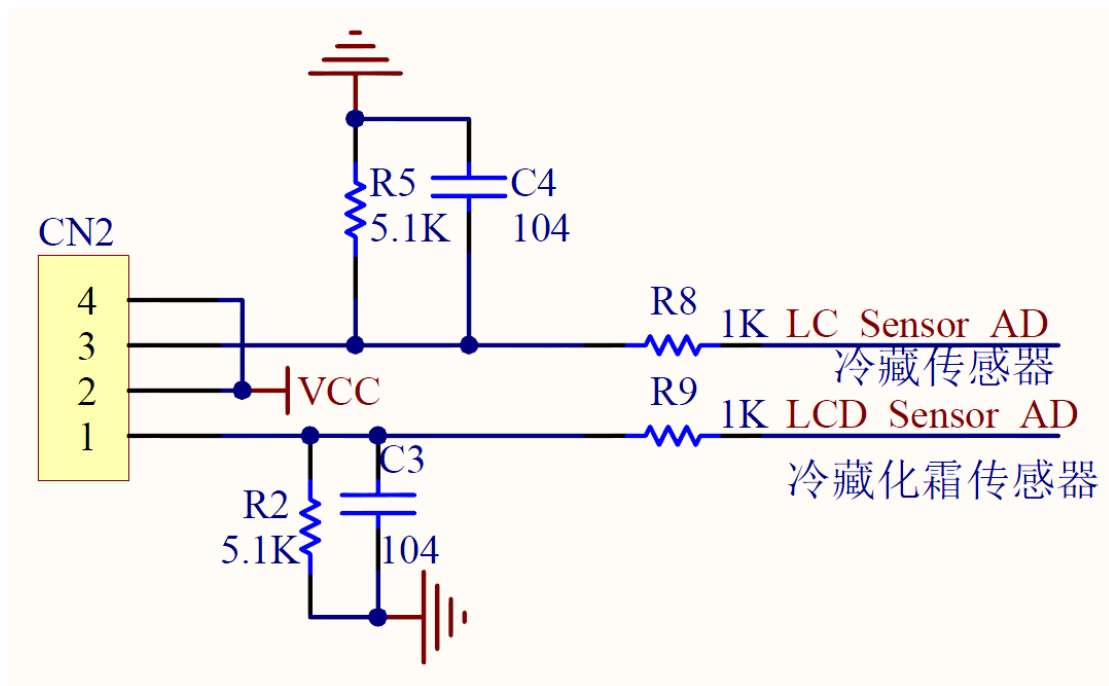 R5
5.1K
C4
104
CN2
4
3
2
1
R8
1K LC Sensor AD
冷藏传感器
VCC
R9
1K LCD Sensor AD
冷藏化霜传感器
C3
R2
5.1K
104